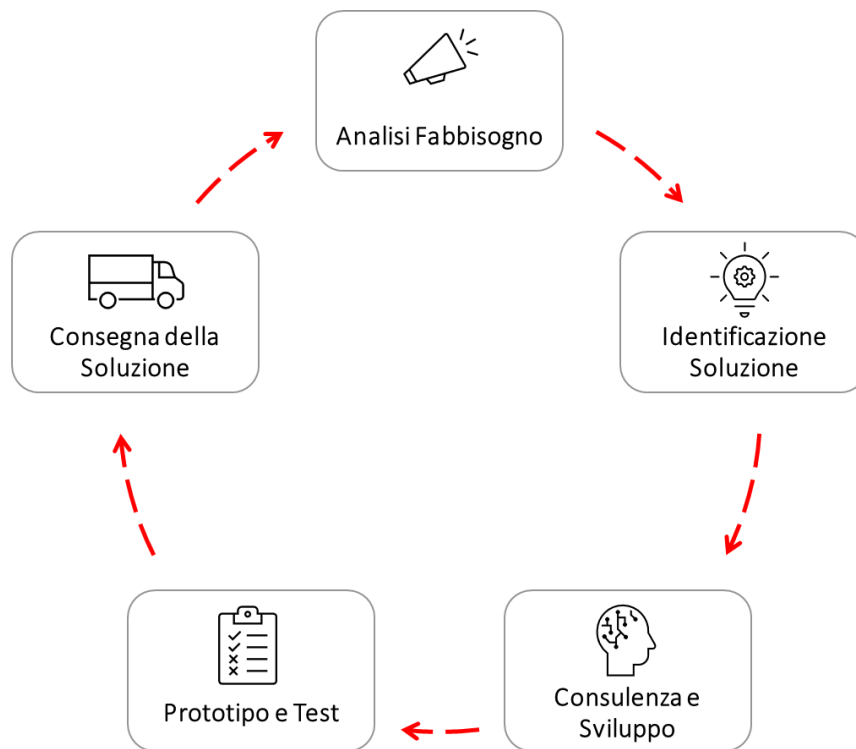 Analisi Fabbisogno
Identificazione
Soluzione
Consulenza e
Sviluppo
Prototipo e Test
Consegna della
Soluzione